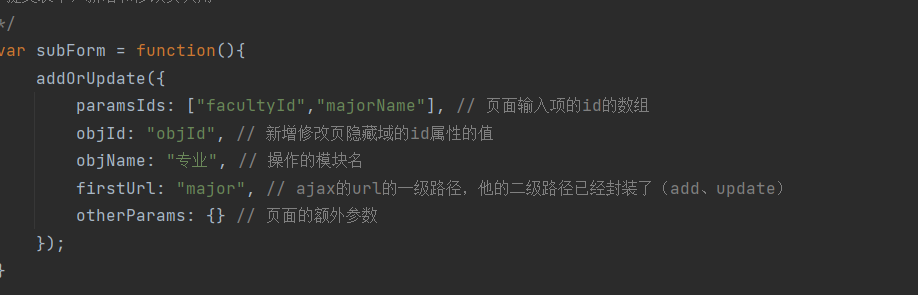 */
var subForm = function(){
addOrUpdate({
paramsIds: ["facultyId","majorName"], // 页面输入项的id的数组
objId: "objId", // 新增修改页隐藏域的id属性的值
objName: "专业", // 操作的模块名
firstUrl: "major", // ajax的url的一级路径，他的二级路径已经封装了（add、update）
otherParams: {} // 页面的额外参数
});
}